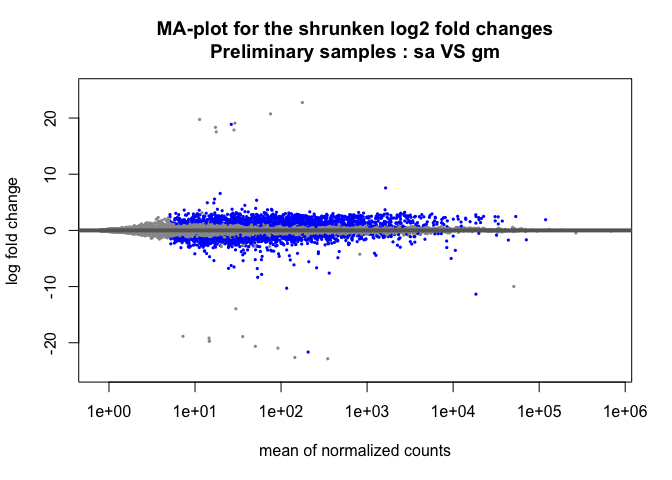 MA-plot for the shrunken log2 fold changes
Preliminary samples : sa VS gm
log fold change
20
10
0
-10
-20
1e+00 1e+01 1e+02 1e+03 1e+04 1e+05 1e+06
mean of normalized counts